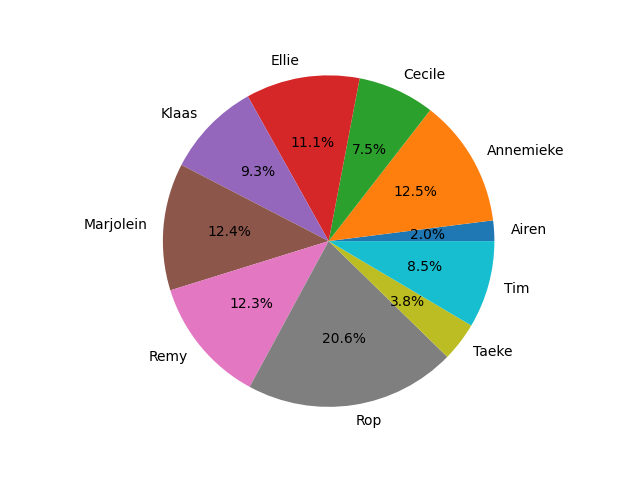 Ellie
Cecile
Klaas
Annemieke
11.1%
7.5%
9.3%
12.5%
Marjolein
12.4%
2.0%
Airen
8.5%
Tim
12.3%
3.8%
20.6%
Remy
Taeke
Rop